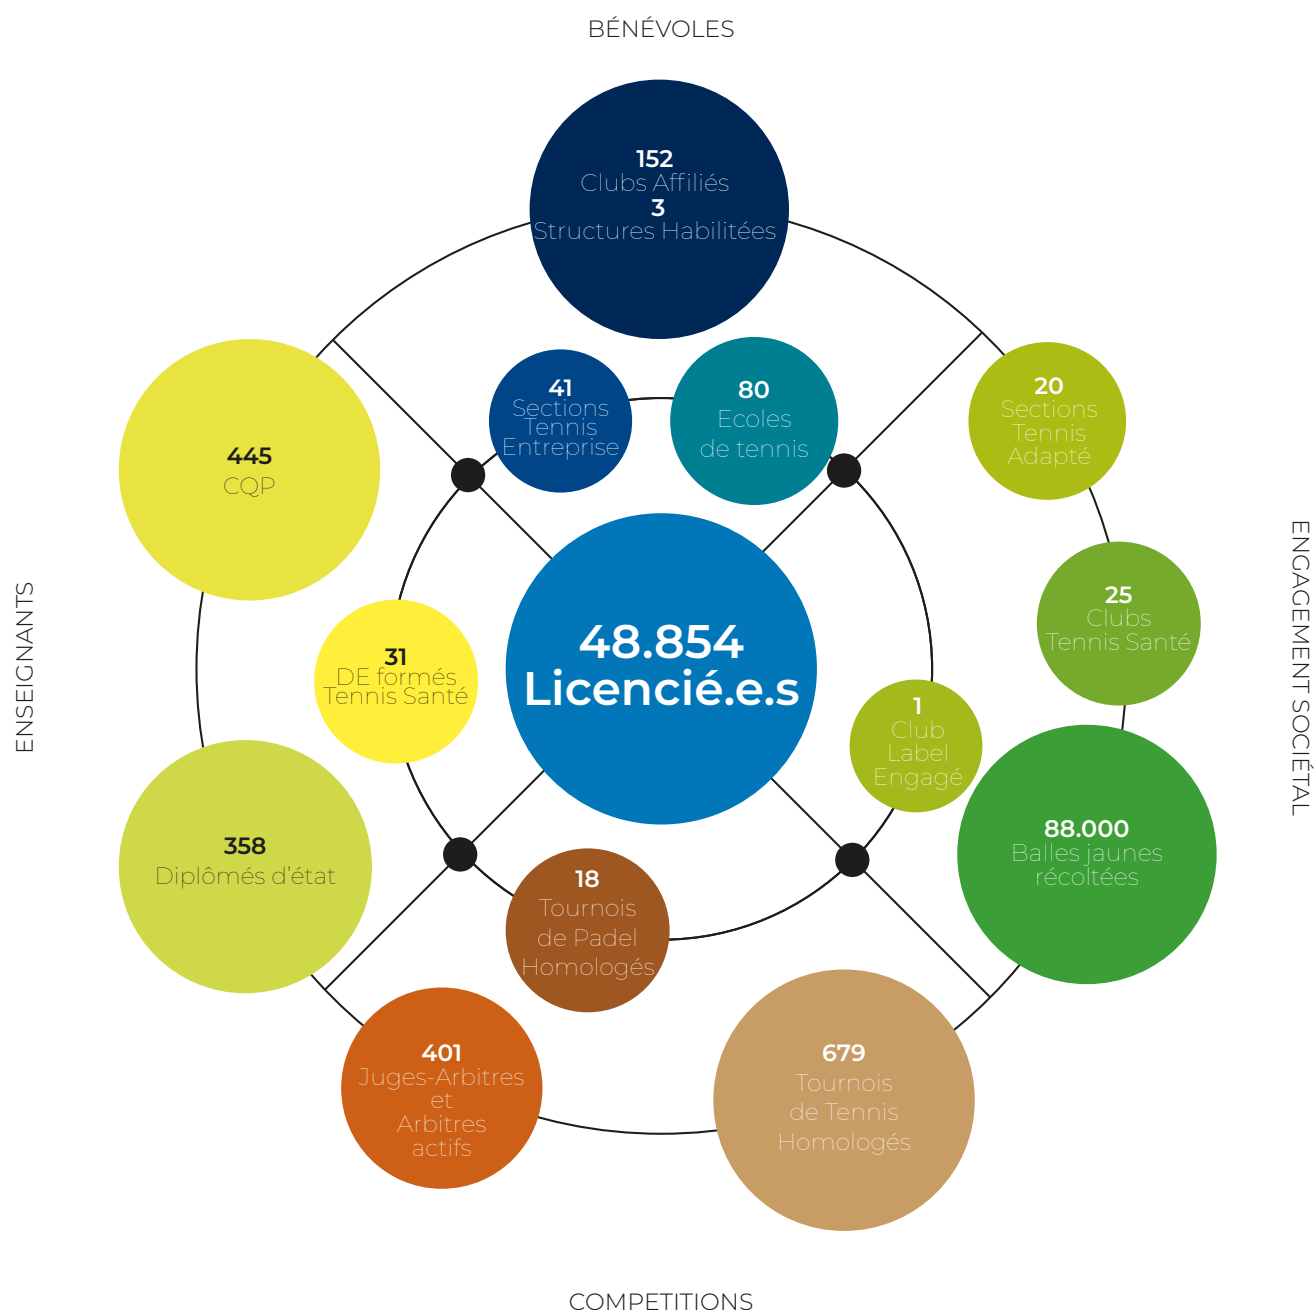 BÉNÉVOLES
152
Clubs Affiliés
3
Structures Habilitées
41
Sections
Tennis
Entreprise
80
Ecoles
de tennis
20
Sections
Tennis
Adapté
445
CQP
25
Clubs
Tennis Santé
ENGAGEMENT SOCIÉTAL
ENSEIGNANTS
31
DE formés
Tennis Santé
48.854
Licencié.e.s
1
Club
Label
Engagé
358
Diplômés d'état
88.000
Balles jaunes
récoltées
18
Tournois
de Padel
Homologés
401
Juges-Arbitres
et
Arbitres
actifs
679
Tournois
de Tennis
Homologés
COMPETITIONS